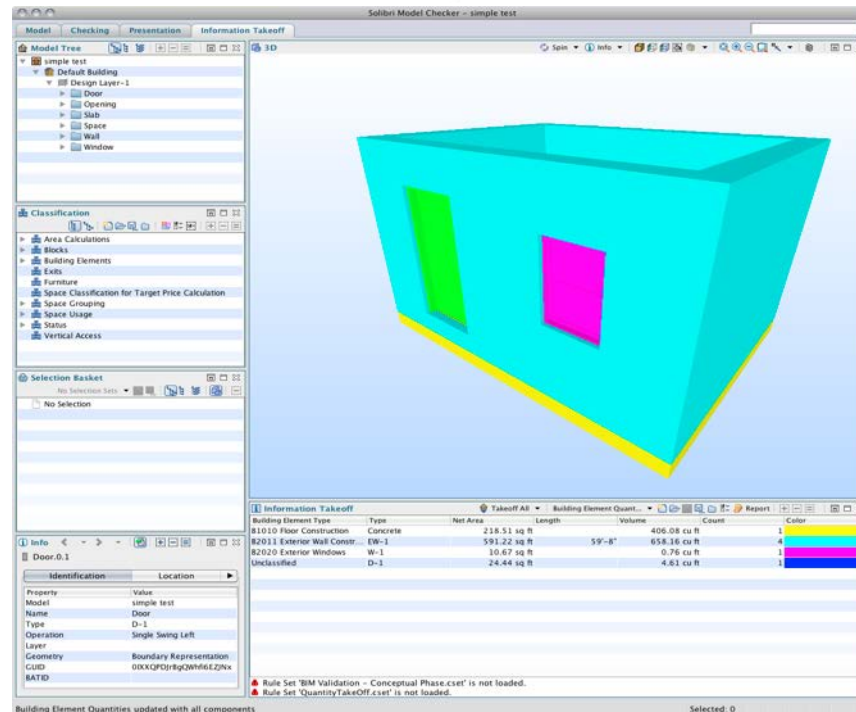 Solibri Model Checker - simple test
Model Checking Presentation Information Takeoff
Model Tree
simple test
Default Building
Design Layer-1
Door
Opening
Slab
Space
Wall
Window
Classification
Area Calculations
Blocks
Building Elements
Exits
Furniture
Space Classification for Target Price Calculation
Space Grouping
Space Usage
Status
Vertical Access
Selection Basket
No Selection Sets
No Selection
Info
Door.0.1
Identification Location
Property Value
Model simple test
Name Door
Type D-1
Operation Single Swing Left
Layer
Geometry Boundary Representation
GUID
BATID
3D Spin Info
Information Takeoff Takeoff All Building Element Quant... Report
Building Element Type Type Net Area Length Volume Count Color
B1010 Floor Construction Concrete 218.51 sq ft 406.08 cu ft 1
B2011 Exterior Wall Constr... EW-1 591.22 sq ft 59'-8" 658.16 cu ft 4
B2020 Exterior Windows W-1 10.67 sq ft 0.76 cu ft 1
Unclassified D-1 24.44 sq ft 4.61 cu ft 1
Rule Set 'BIM Validation - Conceptual Phase.cset' is not loaded.
Rule Set 'QuantityTakeOff.cset' is not loaded.
Building Element Quantities updated with all components Selected: 0